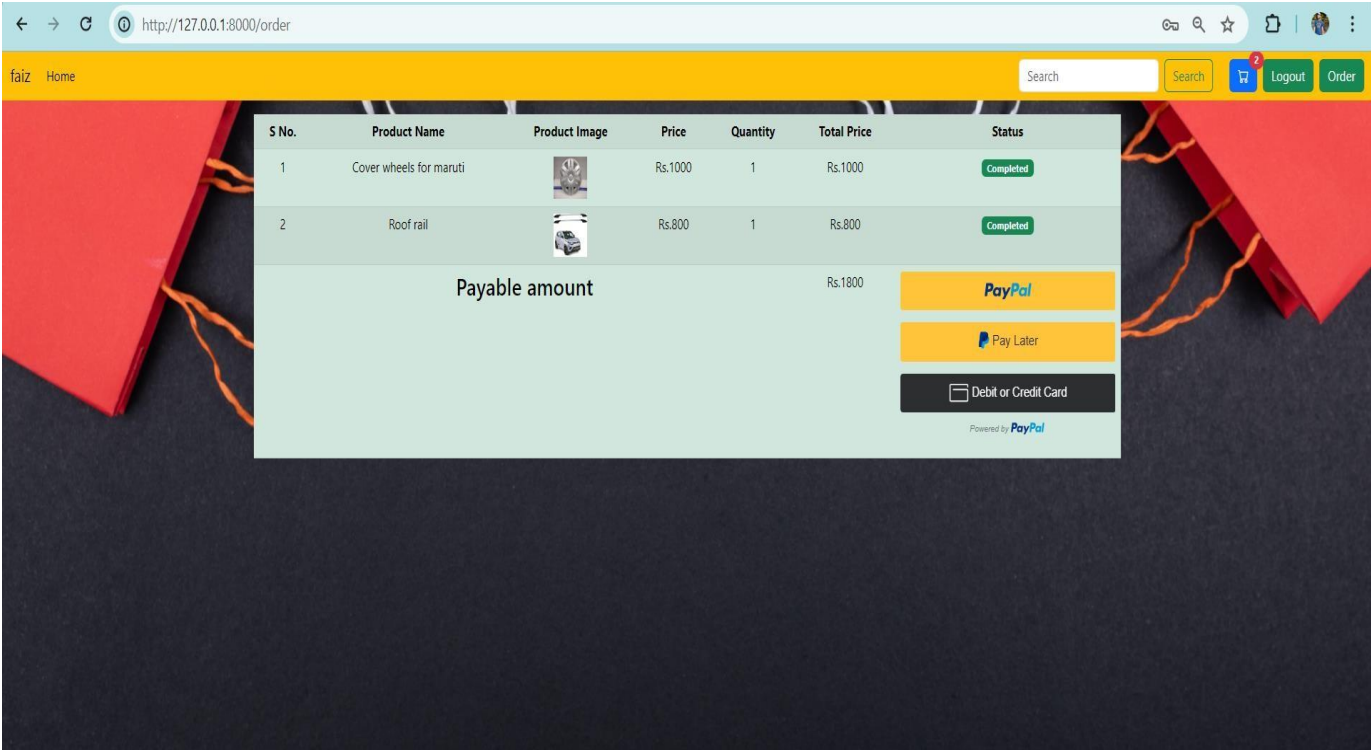 http://127.0.0.1:8000/order
faiz Home Search Search 2 Logout Order
S No. Product Name Product Image Price Quantity Total Price Status
1 Cover wheels for maruti Rs.1000 1 Rs.1000 Completed
2 Roof rail Rs.800 1 Rs.800 Completed
Payable amount Rs.1800 PayPal
Pay Later
Debit or Credit Card
Powered by PayPal